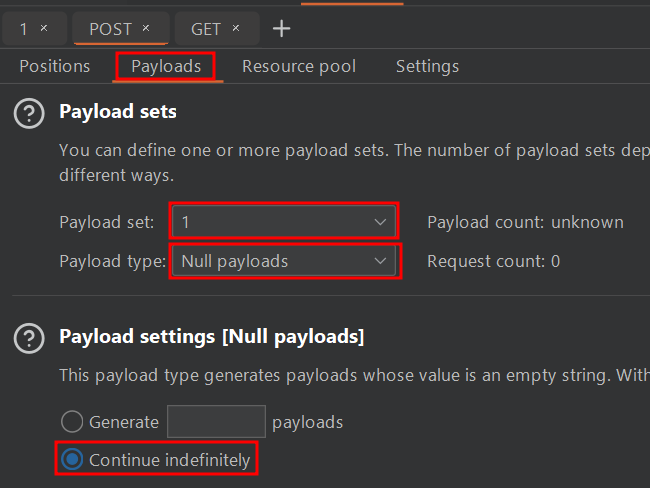 1 × POST × GET × +
Positions Payloads Resource pool Settings
? Payload sets
You can define one or more payload sets. The number of payload sets dep
different ways.
Payload set: 1 Payload count: unknown
Payload type: Null payloads Request count: 0
? Payload settings [Null payloads]
This payload type generates payloads whose value is an empty string. With
Generate payloads
Continue indefinitely